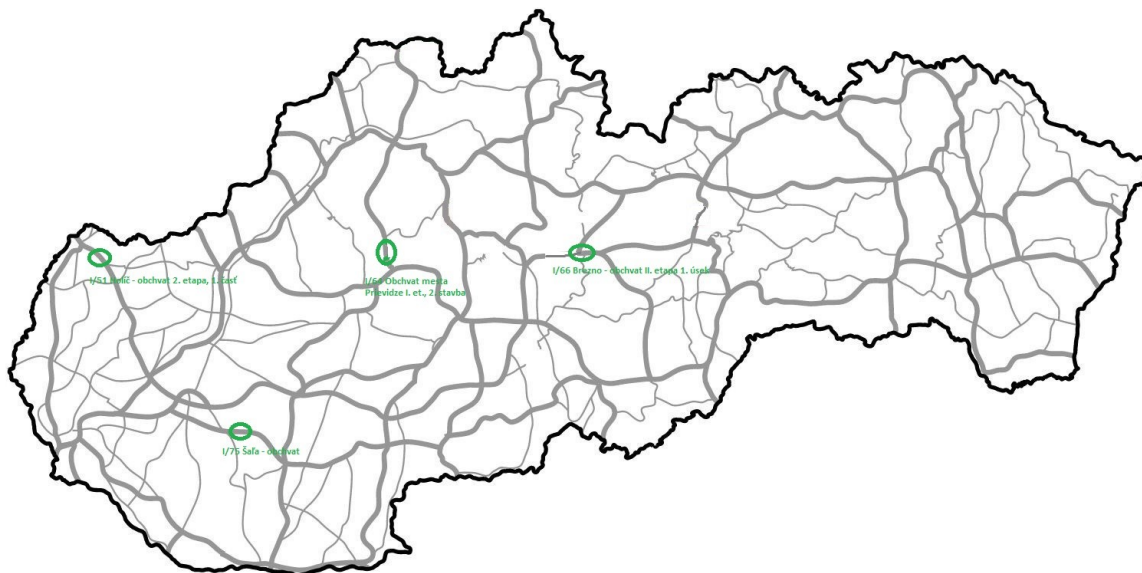 I/51 Holíč - obchvat 2. etapa, 1. časť
I/64 Obchvat mesta
Prievidze I. et., 2. stavba
I/66 Brezno - obchvat II. etapa 1. úsek
I/75 Šaľa - obchvat